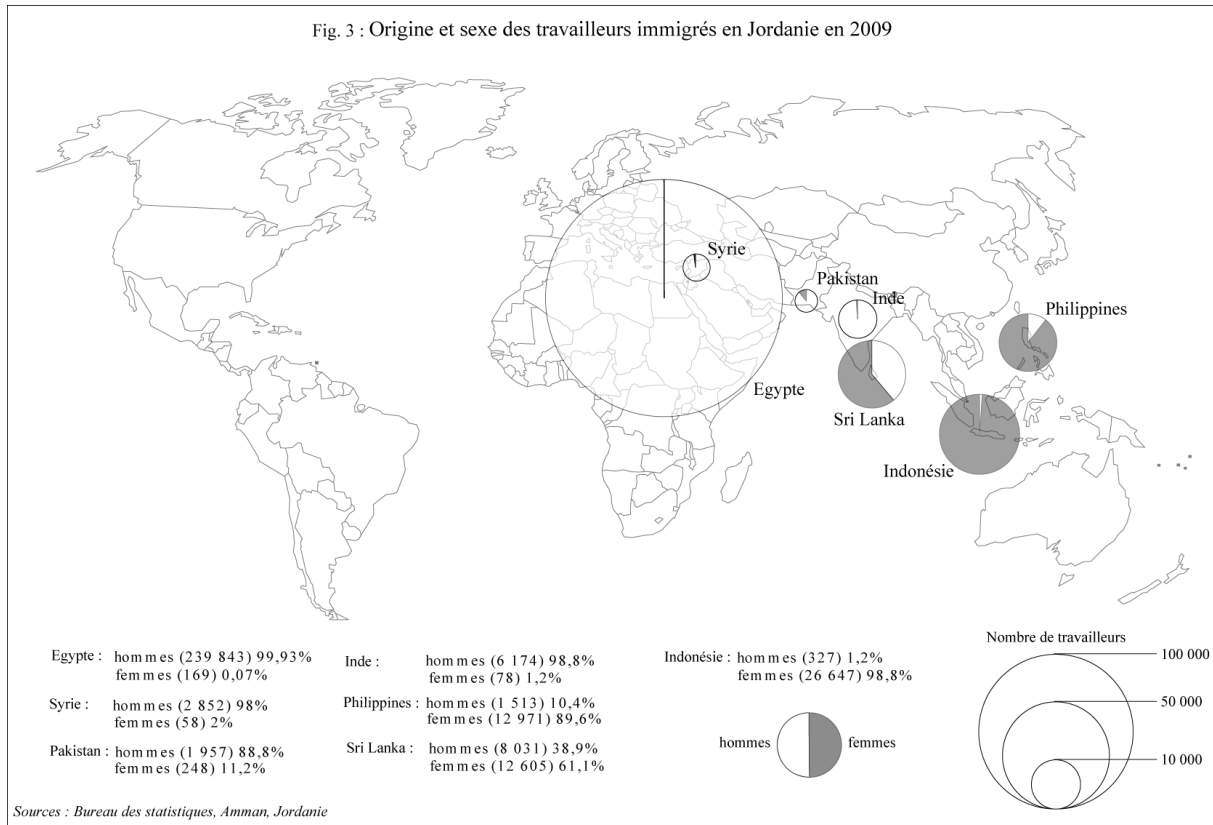 Fig. 3 : Origine et sexe des travailleurs immigrés en Jordanie en 2009
Syrie
Pakistan
Inde
Philippines
Egypte
Sri Lanka
Indonésie
Egypte : hommes (239 843) 99,93%
femmes (169) 0,07%
Syrie : hommes (2 852) 98%
femmes (58) 2%
Pakistan : hommes (1 957) 88,8%
femmes (248) 11,2%
Inde : hommes (6 174) 98,8%
femmes (78) 1,2%
Philippines : hommes (1 513) 10,4%
femmes (12 971) 89,6%
Sri Lanka : hommes (8 031) 38,9%
femmes (12 605) 61,1%
Indonésie : hommes (327) 1,2%
femmes (26 647) 98,8%
hommes femmes
Nombre de travailleurs
100 000
50 000
10 000
Sources : Bureau des statistiques, Amman, Jordanie